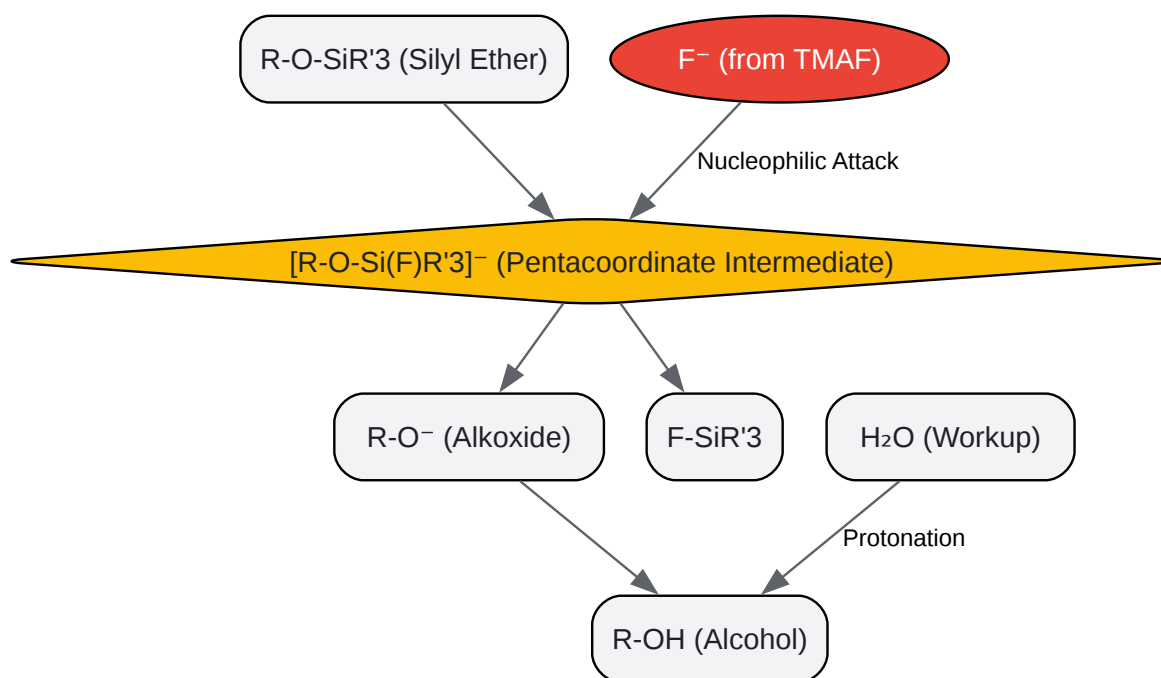 R-O-SiR'3 (Silyl Ether)
F⁻ (from TMAF)
Nucleophilic Attack
[R-O-Si(F)R'3]⁻ (Pentacoordinate Intermediate)
R-O⁻ (Alkoxide)
F-SiR'3
H₂O (Workup)
Protonation
R-OH (Alcohol)